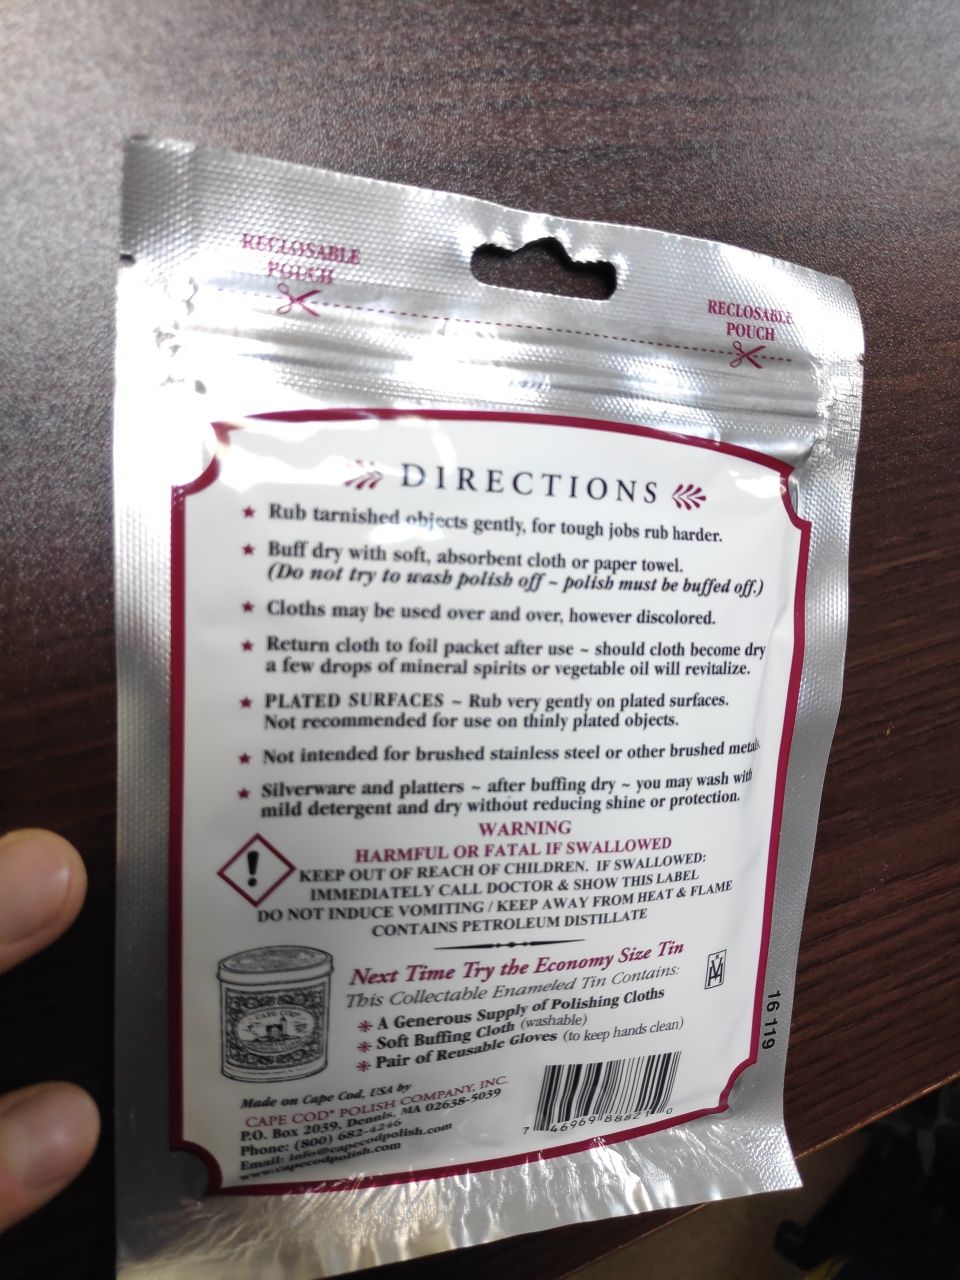 RECLOSABLE
POUCH
RECLOSABLE
POUCH
DIRECTIONS
★ Rub tarnished objects gently, for tough jobs rub harder.
★ Buff dry with soft, absorbent cloth or paper towel.
(Do not try to wash polish off ~ polish must be buffed off.)
★ Cloths may be used over and over, however discolored.
★ Return cloth to foil packet after use ~ should cloth become dry
a few drops of mineral spirits or vegetable oil will revitalize.
★ PLATED SURFACES ~ Rub very gently on plated surfaces.
Not recommended for use on thinly plated objects.
★ Not intended for brushed stainless steel or other brushed metals.
★ Silverware and platters ~ after buffing dry ~ you may wash with
mild detergent and dry without reducing shine or protection.
WARNING
HARMFUL OR FATAL IF SWALLOWED
KEEP OUT OF REACH OF CHILDREN. IF SWALLOWED:
IMMEDIATELY CALL DOCTOR & SHOW THIS LABEL
DO NOT INDUCE VOMITING / KEEP AWAY FROM HEAT & FLAME
CONTAINS PETROLEUM DISTILLATE
Next Time Try the Economy Size Tin
This Collectable Enameled Tin Contains:
A Generous Supply of Polishing Cloths
Soft Buffing Cloth (washable)
Pair of Reusable Gloves (to keep hands clean)
CAPE COD®
16 119
Made on Cape Cod, USA by
CAPE COD® POLISH COMPANY, INC.
P.O. Box 2039, Dennis, MA 02638-5039
Phone: (800) 682-4246
Email: info@capecodpolish.com
www.capecodpolish.com
7 46969 88821 0